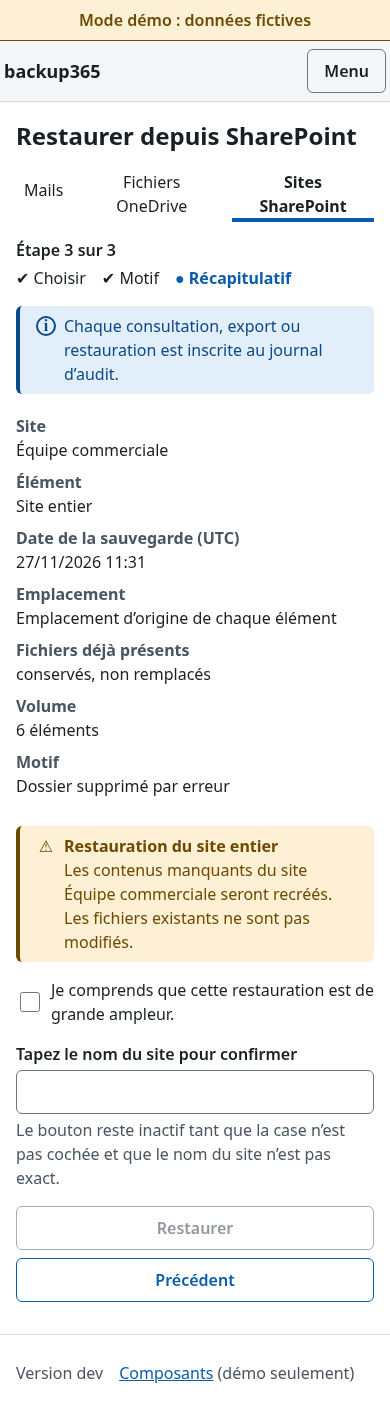 Mode démo : données fictives
backup365
Menu
Restaurer depuis SharePoint
Mails
Fichiers
OneDrive
Sites
SharePoint
Étape 3 sur 3
✔ Choisir ✔ Motif ● Récapitulatif
Chaque consultation, export ou
restauration est inscrite au journal
d’audit.
Site
Équipe commerciale
Élément
Site entier
Date de la sauvegarde (UTC)
27/11/2026 11:31
Emplacement
Emplacement d’origine de chaque élément
Fichiers déjà présents
conservés, non remplacés
Volume
6 éléments
Motif
Dossier supprimé par erreur
⚠ Restauration du site entier
Les contenus manquants du site
Équipe commerciale seront recréés.
Les fichiers existants ne sont pas
modifiés.
Je comprends que cette restauration est de
grande ampleur.
Tapez le nom du site pour confirmer
Le bouton reste inactif tant que la case n’est
pas cochée et que le nom du site n’est pas
exact.
Restaurer
Précédent
Version dev Composants (démo seulement)